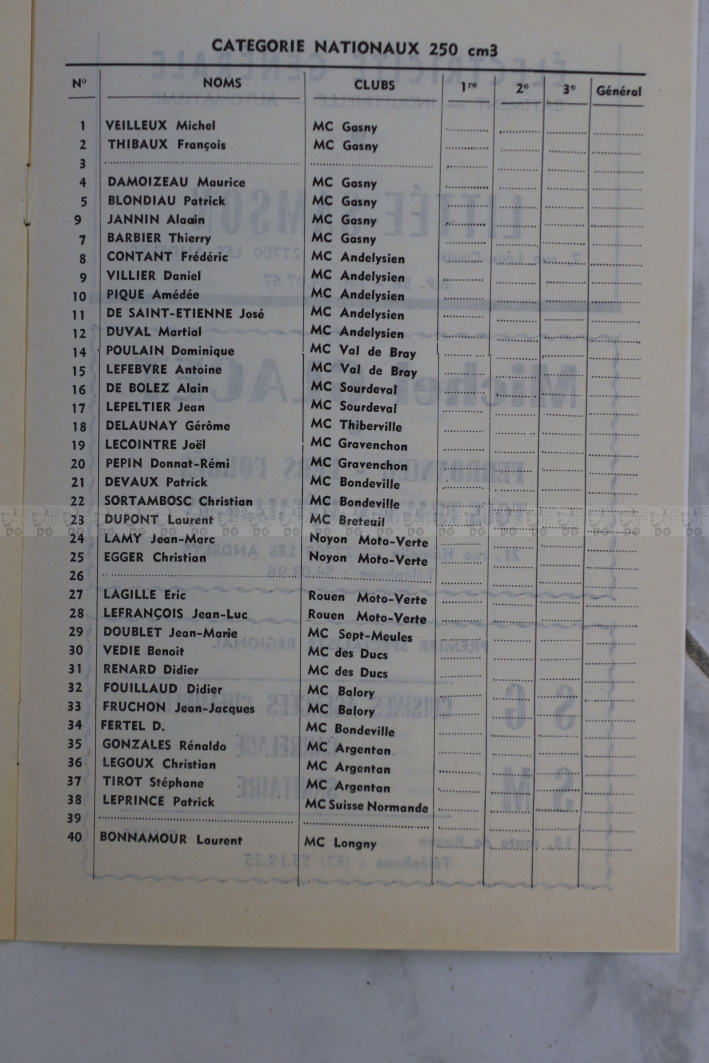 CATEGORIE NATIONAUX 250 cm3
N° NOMS CLUBS 1re 2e 3e Général
1 VEILLEUX Michel MC Gasny
2 THIBAUX François MC Gasny
3
4 DAMOIZEAU Maurice MC Gasny
5 BLONDIAU Patrick MC Gasny
9 JANNIN Alaain MC Gasny
7 BARBIER Thierry MC Gasny
8 CONTANT Frédéric MC Andelysien
9 VILLIER Daniel MC Andelysien
10 PIQUE Amédée MC Andelysien
11 DE SAINT-ETIENNE José MC Andelysien
12 DUVAL Martial MC Andelysien
14 POULAIN Dominique MC Val de Bray
15 LEFEBVRE Antoine MC Val de Bray
16 DE BOLEZ Alain MC Sourdeval
17 LEPELTIER Jean MC Sourdeval
18 DELAUNAY Gérôme MC Thiberville
19 LECOINTRE Joël MC Gravenchon
20 PEPIN Donnat-Rémi MC Gravenchon
21 DEVAUX Patrick MC Bondeville
22 SORTAMBOSC Christian MC Bondeville
23 DUPONT Laurent MC Breteuil
24 LAMY Jean-Marc Noyon Moto-Verte
25 EGGER Christian Noyon Moto-Verte
26
27 LAGILLE Eric Rouen Moto-Verte
28 LEFRANÇOIS Jean-Luc Rouen Moto-Verte
29 DOUBLET Jean-Marie MC Sept-Meules
30 VEDIE Benoit MC des Ducs
31 RENARD Didier MC des Ducs
32 FOUILLAUD Didier MC Balory
33 FRUCHON Jean-Jacques MC Balory
34 FERTEL D. MC Bondeville
35 GONZALES Rénaldo MC Argentan
36 LEGOUX Christian MC Argentan
37 TIROT Stéphane MC Argentan
38 LEPRINCE Patrick MC Suisse Normande
39
40 BONNAMOUR Laurent MC Longny